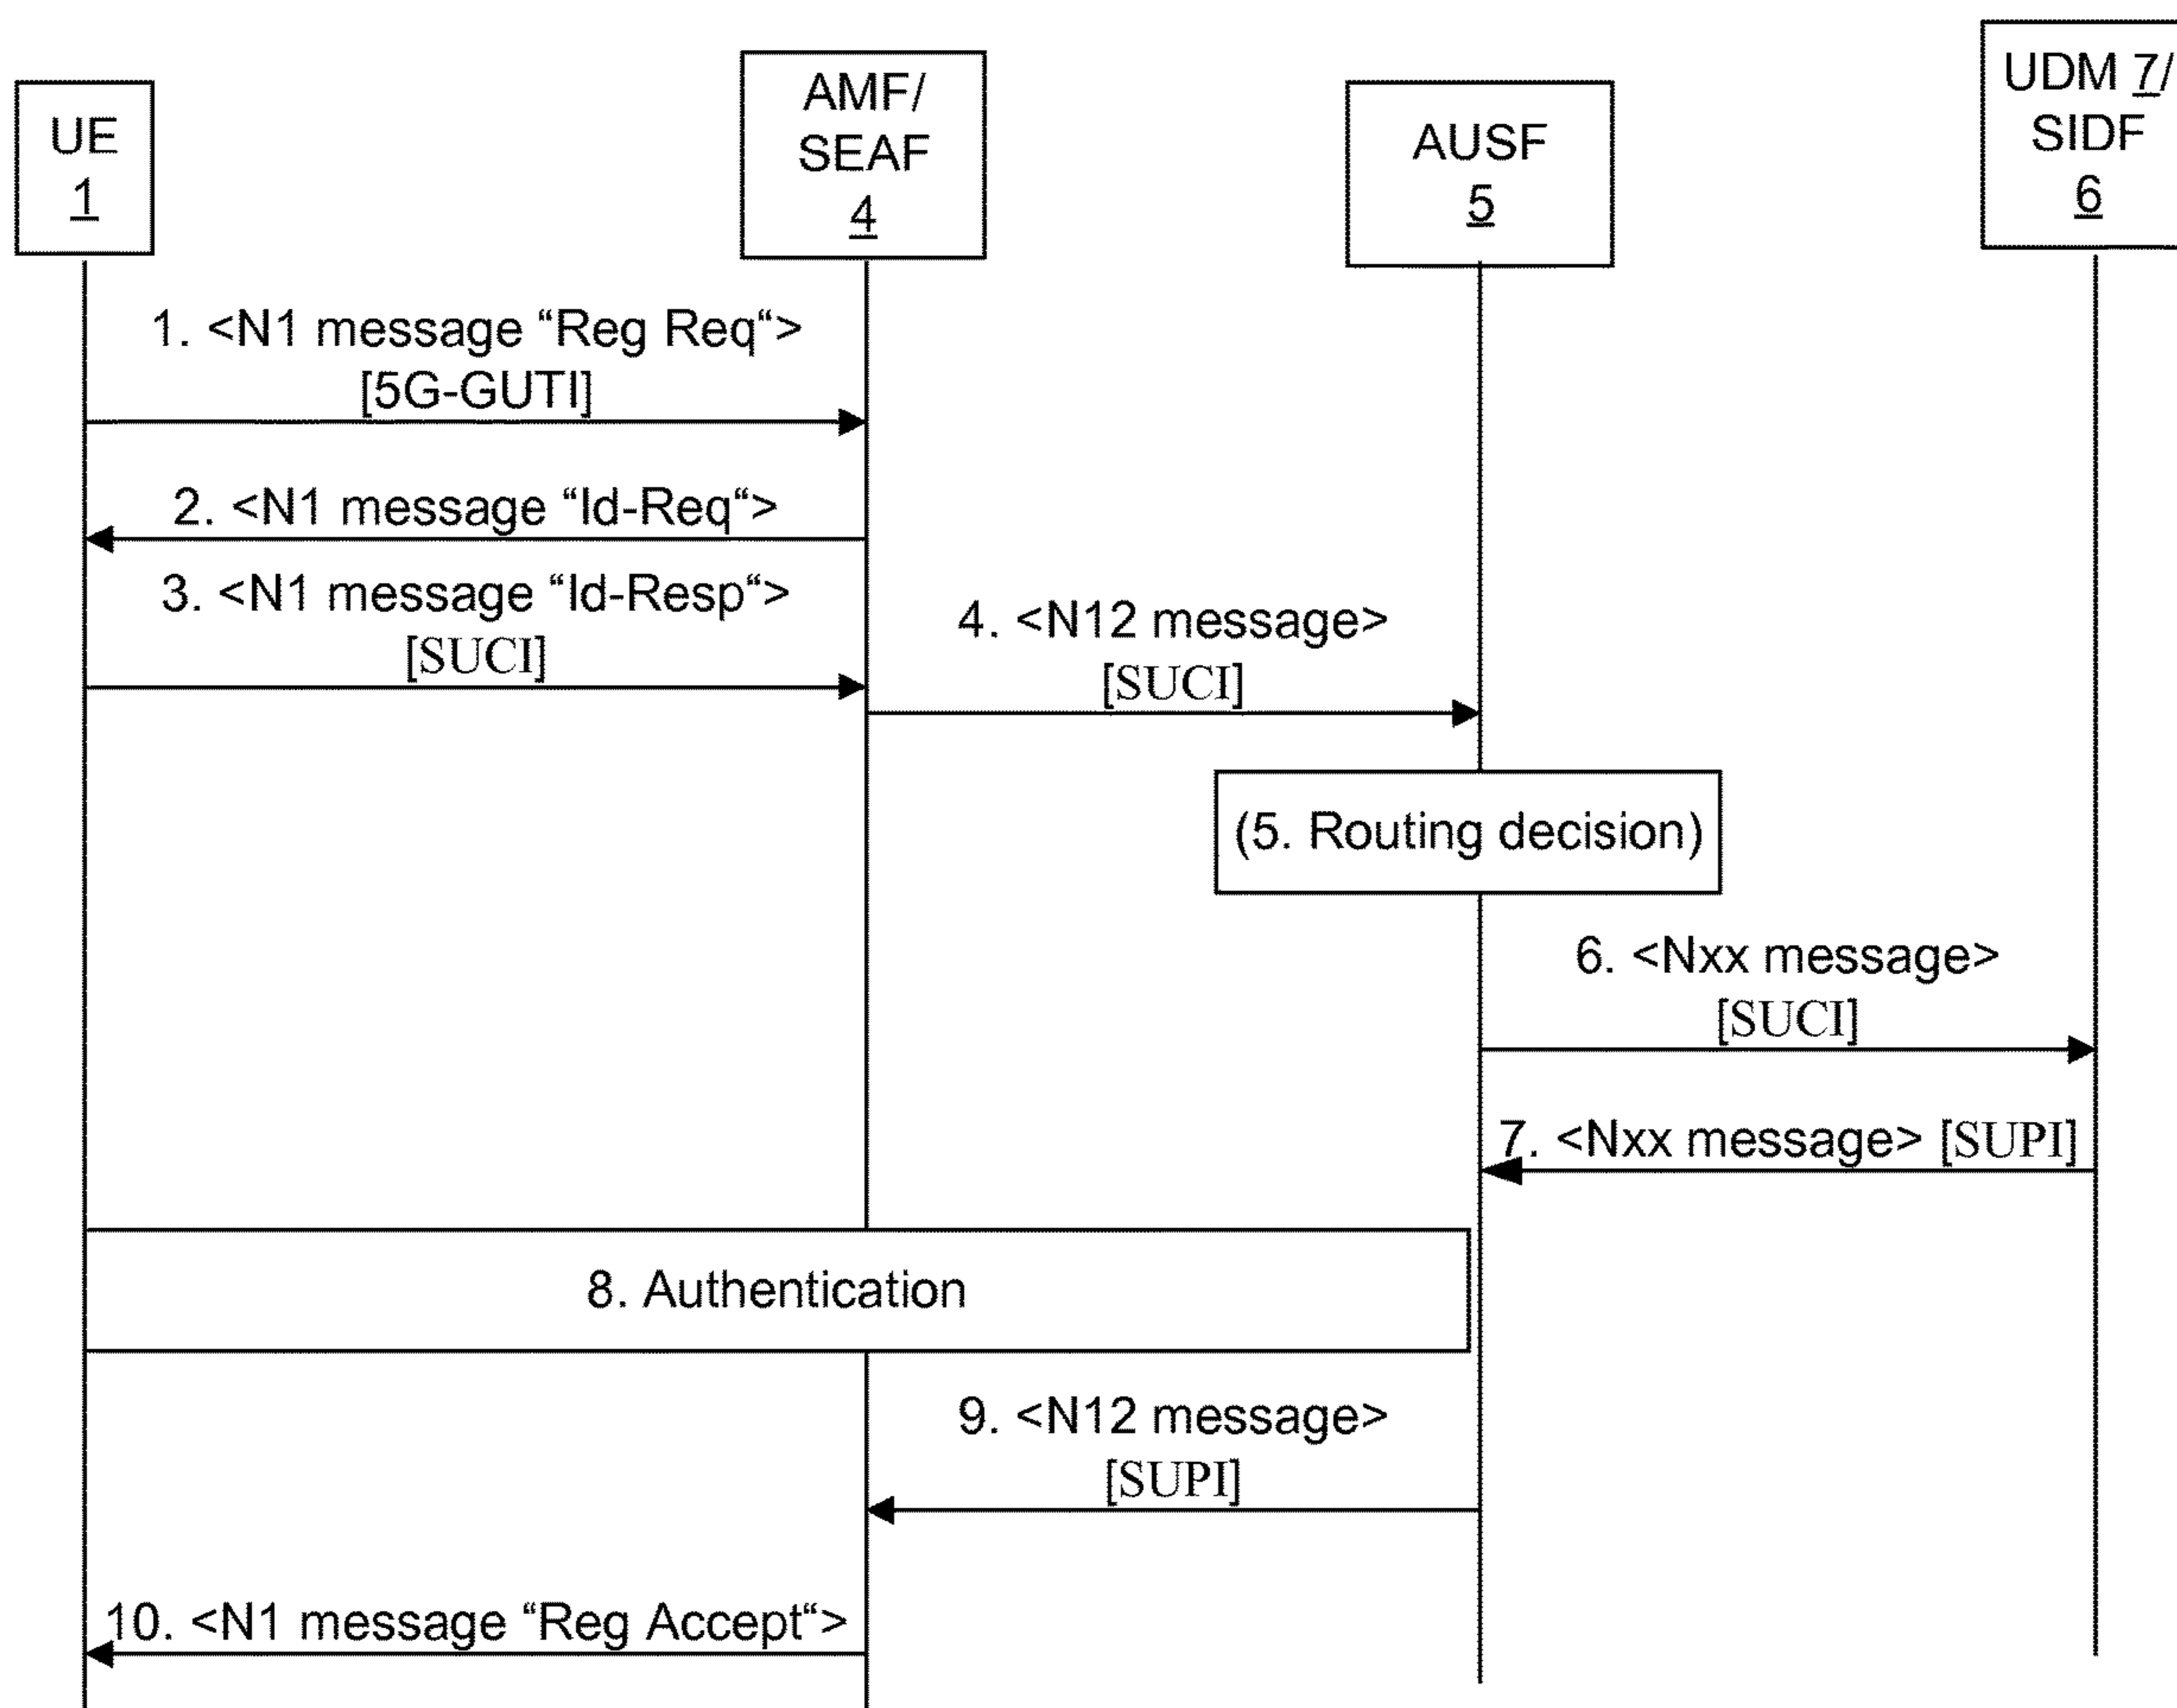 UE
1
AMF/
SEAF
4
AUSF
5
UDM 7/
SIDF
6
1. <N1 message “Reg Req“>
[5G-GUTI]
2. <N1 message “Id-Req“>
3. <N1 message “Id-Resp“>
[SUCI]
4. <N12 message>
[SUCI]
(5. Routing decision)
6. <Nxx message>
[SUCI]
7. <Nxx message> [SUPI]
8. Authentication
9. <N12 message>
[SUPI]
10. <N1 message “Reg Accept“>